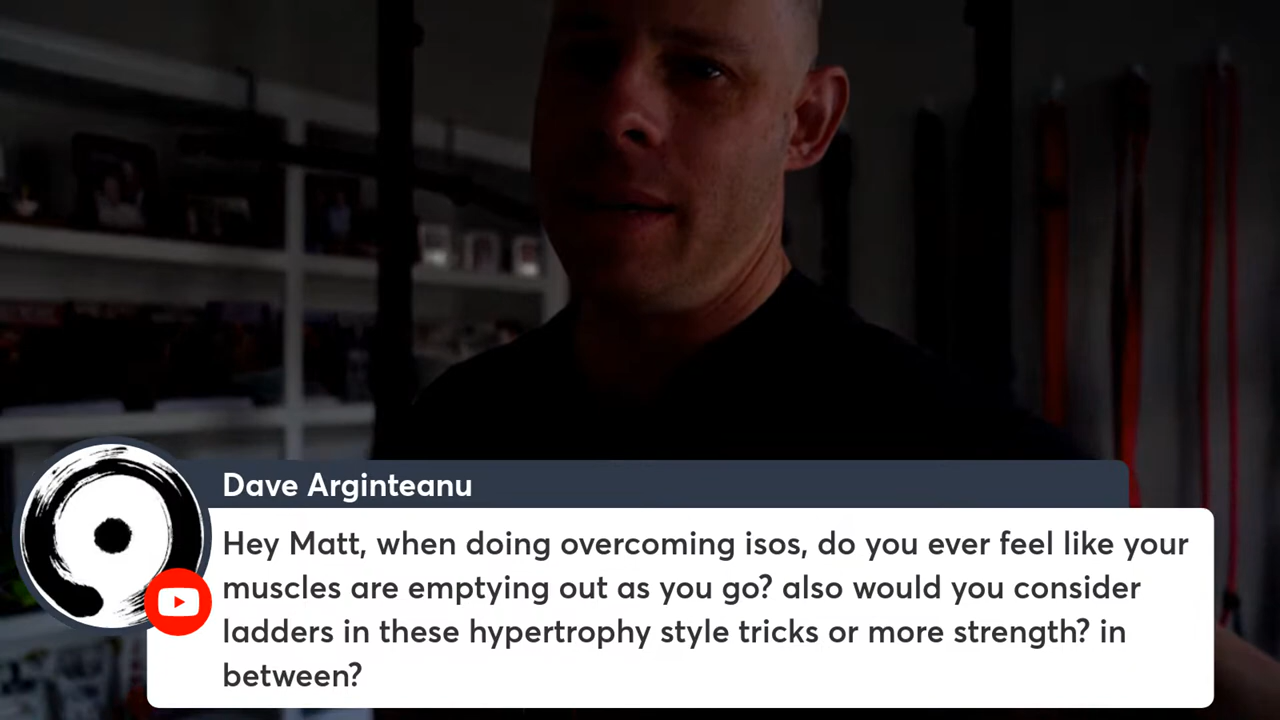 Dave Arginteanu
Hey Matt, when doing overcoming isos, do you ever feel like your
muscles are emptying out as you go? also would you consider
ladders in these hypertrophy style tricks or more strength? in
between?